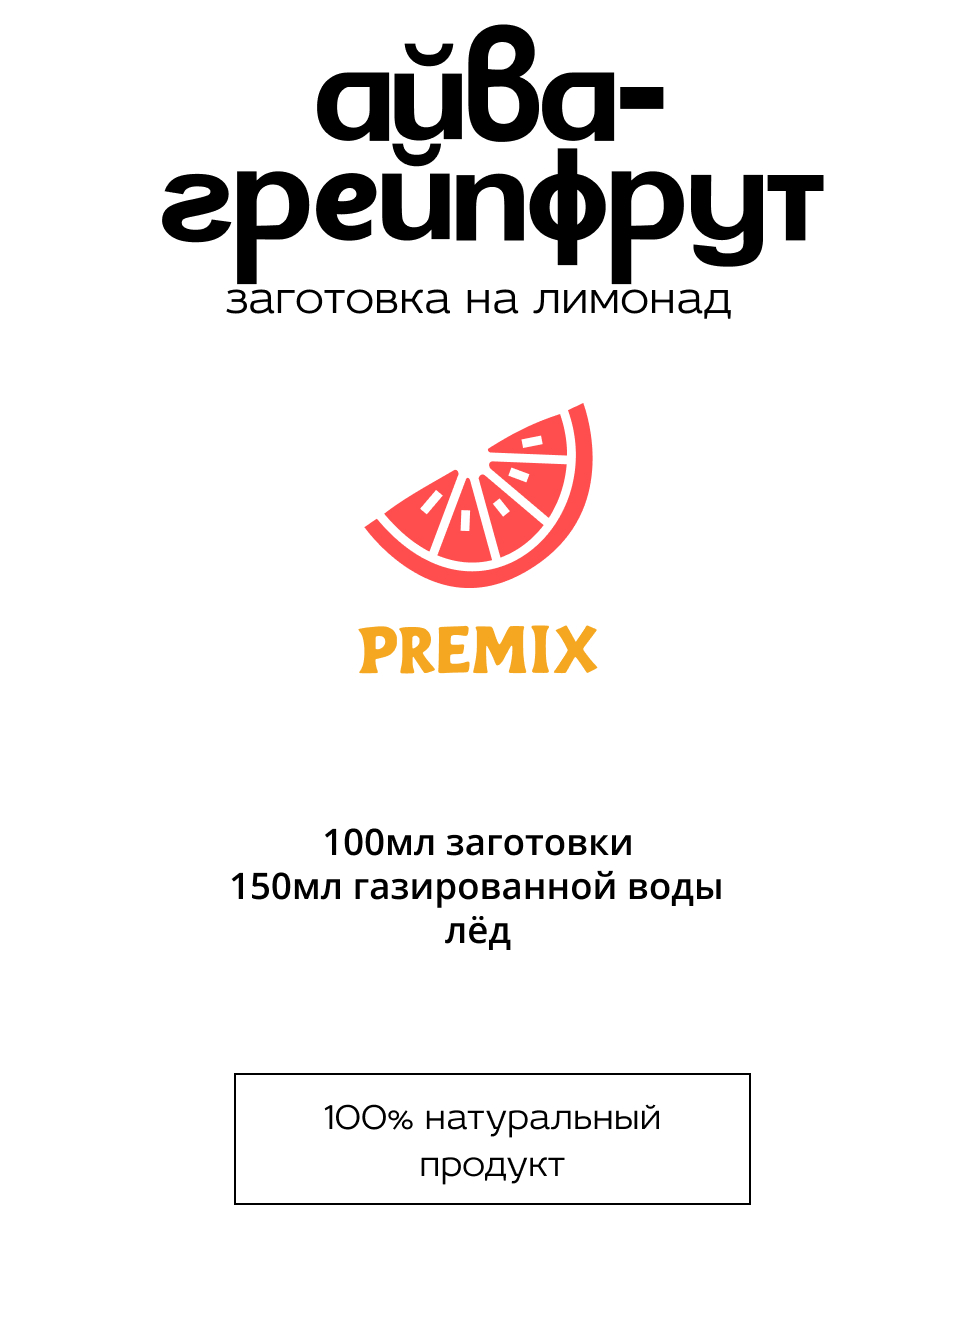 айва-
грейпфрут
заготовка на лимонад
PREMIX
100мл заготовки
150мл газированной воды
лёд
100% натуральный
продукт